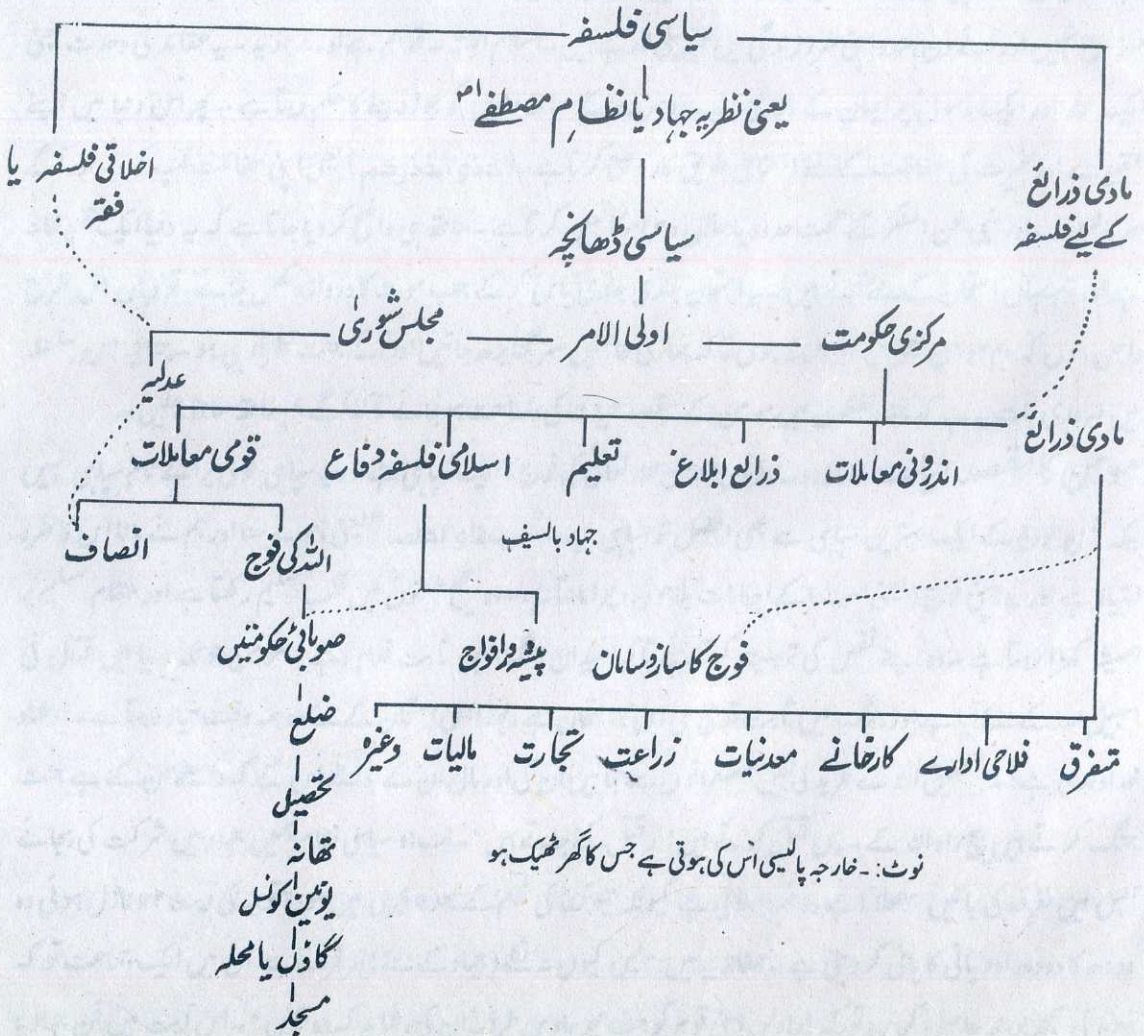 سیاسی فلسفہ
یعنی نظریہ جہاد یا نظامِ مصطفےٰ ؐ
اخلاقی فلسفہ یا
فقہ
مادی ذرائع
کے لیے فلسفہ
سیاسی ڈھانچہ
مرکزی حکومت
اولی الامر
مجلس شوریٰ
عدلیہ
مادی ذرائع
اندرونی معاملات
ذرائع ابلاغ
تعلیم
اسلامی فلسفہ دفاع
قومی معاملات
جہاد بالسیف
اللہ کی فوج
انصاف
فوج کا ساز و سامان
پیشہ ور افواج
صوبائی حکومتیں
متفرق
فلاحی ادارے
کارخانے
معدنیات
زراعت
تجارت
مالیات
وغیرہ
ضلع
تحصیل
تھانہ
یونین کونسل
گاؤں یا محلہ
مسجد
نوٹ:۔ خارجہ پالیسی اس کی ہوتی ہے جس کا گھر ٹھیک ہو